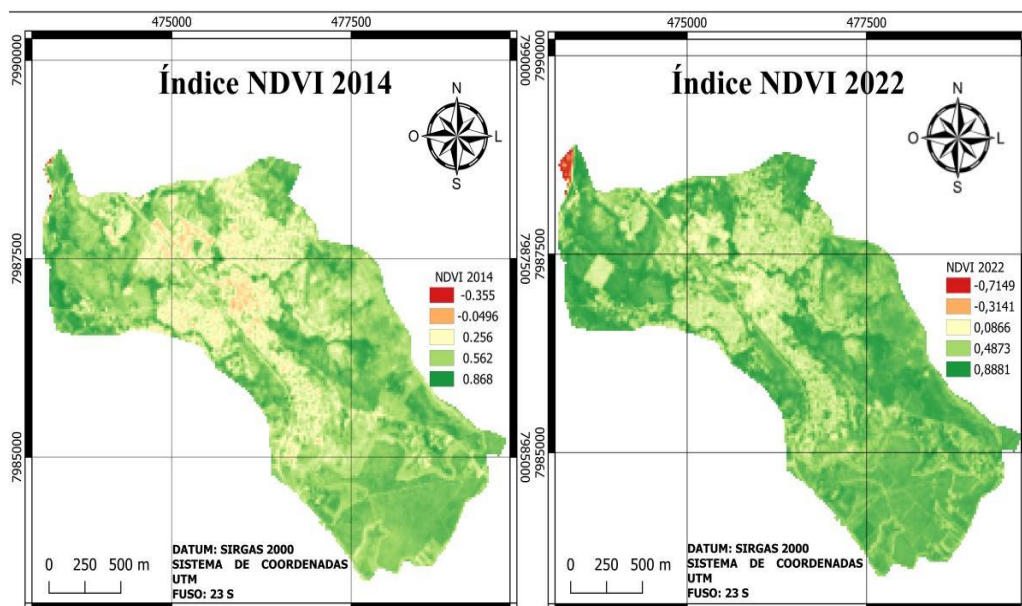 475000 477500
7990000
7987500
7985000
Índice NDVI 2014
N
O L
S
NDVI 2014
-0.355
-0.0496
0.256
0.562
0.868
0 250 500 m
DATUM: SIRGAS 2000
SISTEMA DE COORDENADAS
UTM
FUSO: 23 S
7990000
7987500
7985000
475000 477500
Índice NDVI 2022
N
O L
S
NDVI 2022
-0,7149
-0,3141
0,0866
0,4873
0,8881
0 250 500 m
DATUM: SIRGAS 2000
SISTEMA DE COORDENADAS
UTM
FUSO: 23 S
7990000
7987500
7985000